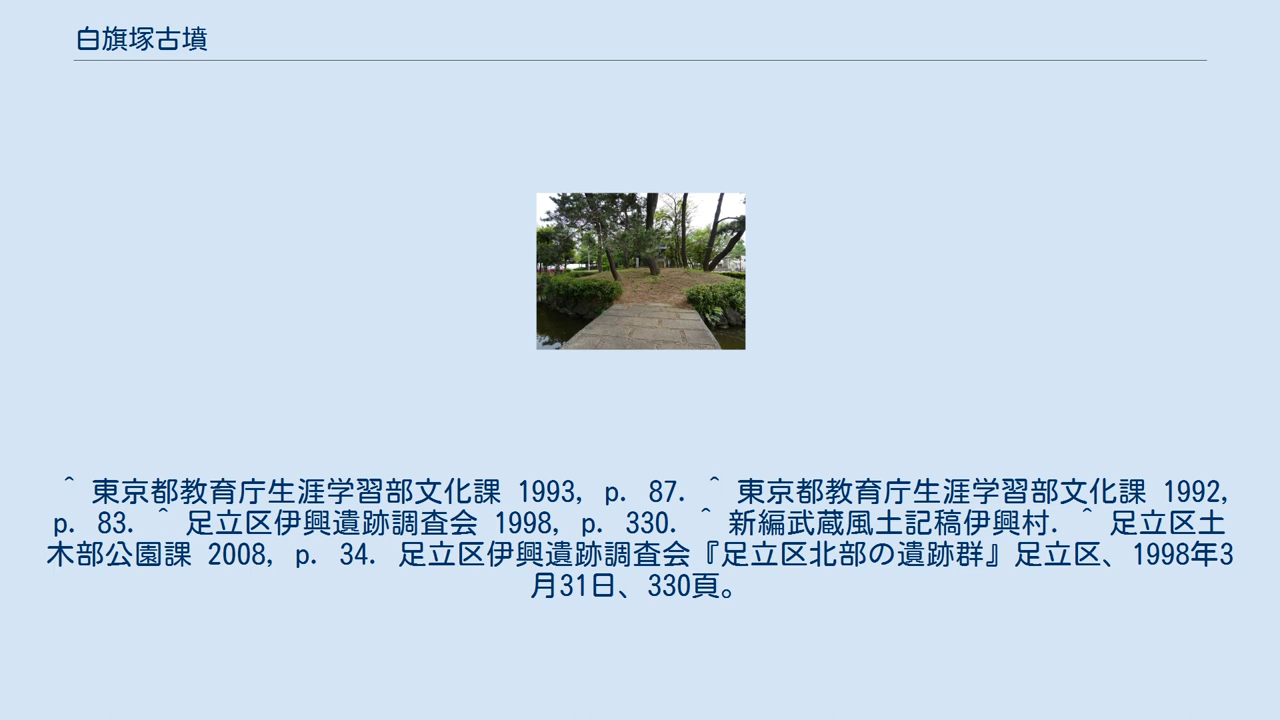 白旗塚古墳
^ 東京都教育庁生涯学習部文化課 1993, p. 87. ^ 東京都教育庁生涯学習部文化課 1992,
p. 83. ^ 足立区伊興遺跡調査会 1998, p. 330. ^ 新編武蔵風土記稿伊興村. ^ 足立区土
木部公園課 2008, p. 34. 足立区伊興遺跡調査会『足立区北部の遺跡群』足立区、1998年3
月31日、330頁。